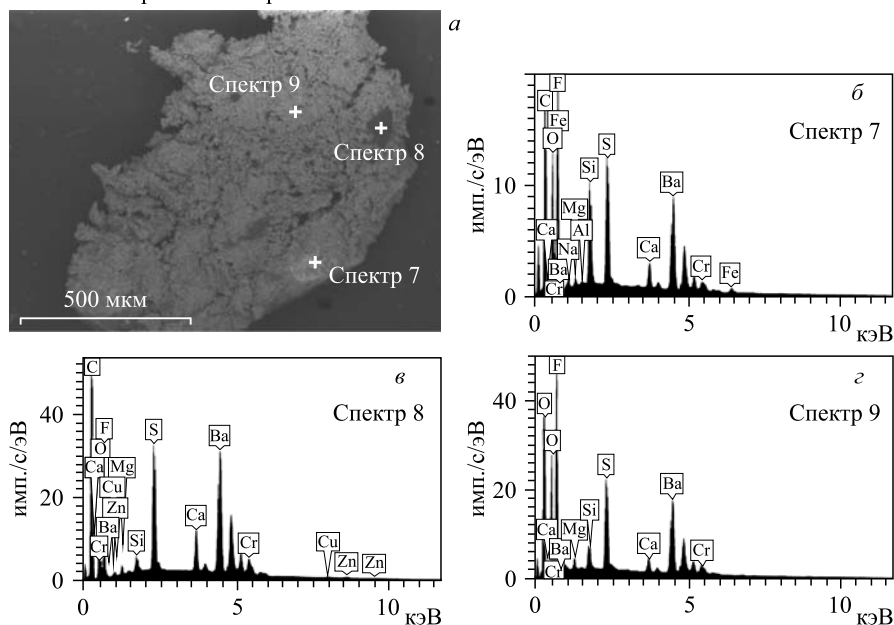 а
Спектр 9
Спектр 8
Спектр 7
500 мкм
б
Спектр 7
имп./с/эВ
10
0
F
C
Fe
O
Si
S
Mg
Ba
Ca
Al
Na
Ca
Ba
Cr
Cr
Fe
0
5
10
кэВ
в
Спектр 8
имп./с/эВ
40
20
0
C
F
O
S
Ba
Ca
Mg
Cu
Zn
Ba
Ca
Cr
Si
Cr
Cu
Zn
Zn
0
5
10
кэВ
г
Спектр 9
имп./с/эВ
40
20
0
F
O
O
S
Ba
Ca
Mg
Si
Ba
Ca
Cr
Cr
0
5
10
кэВ